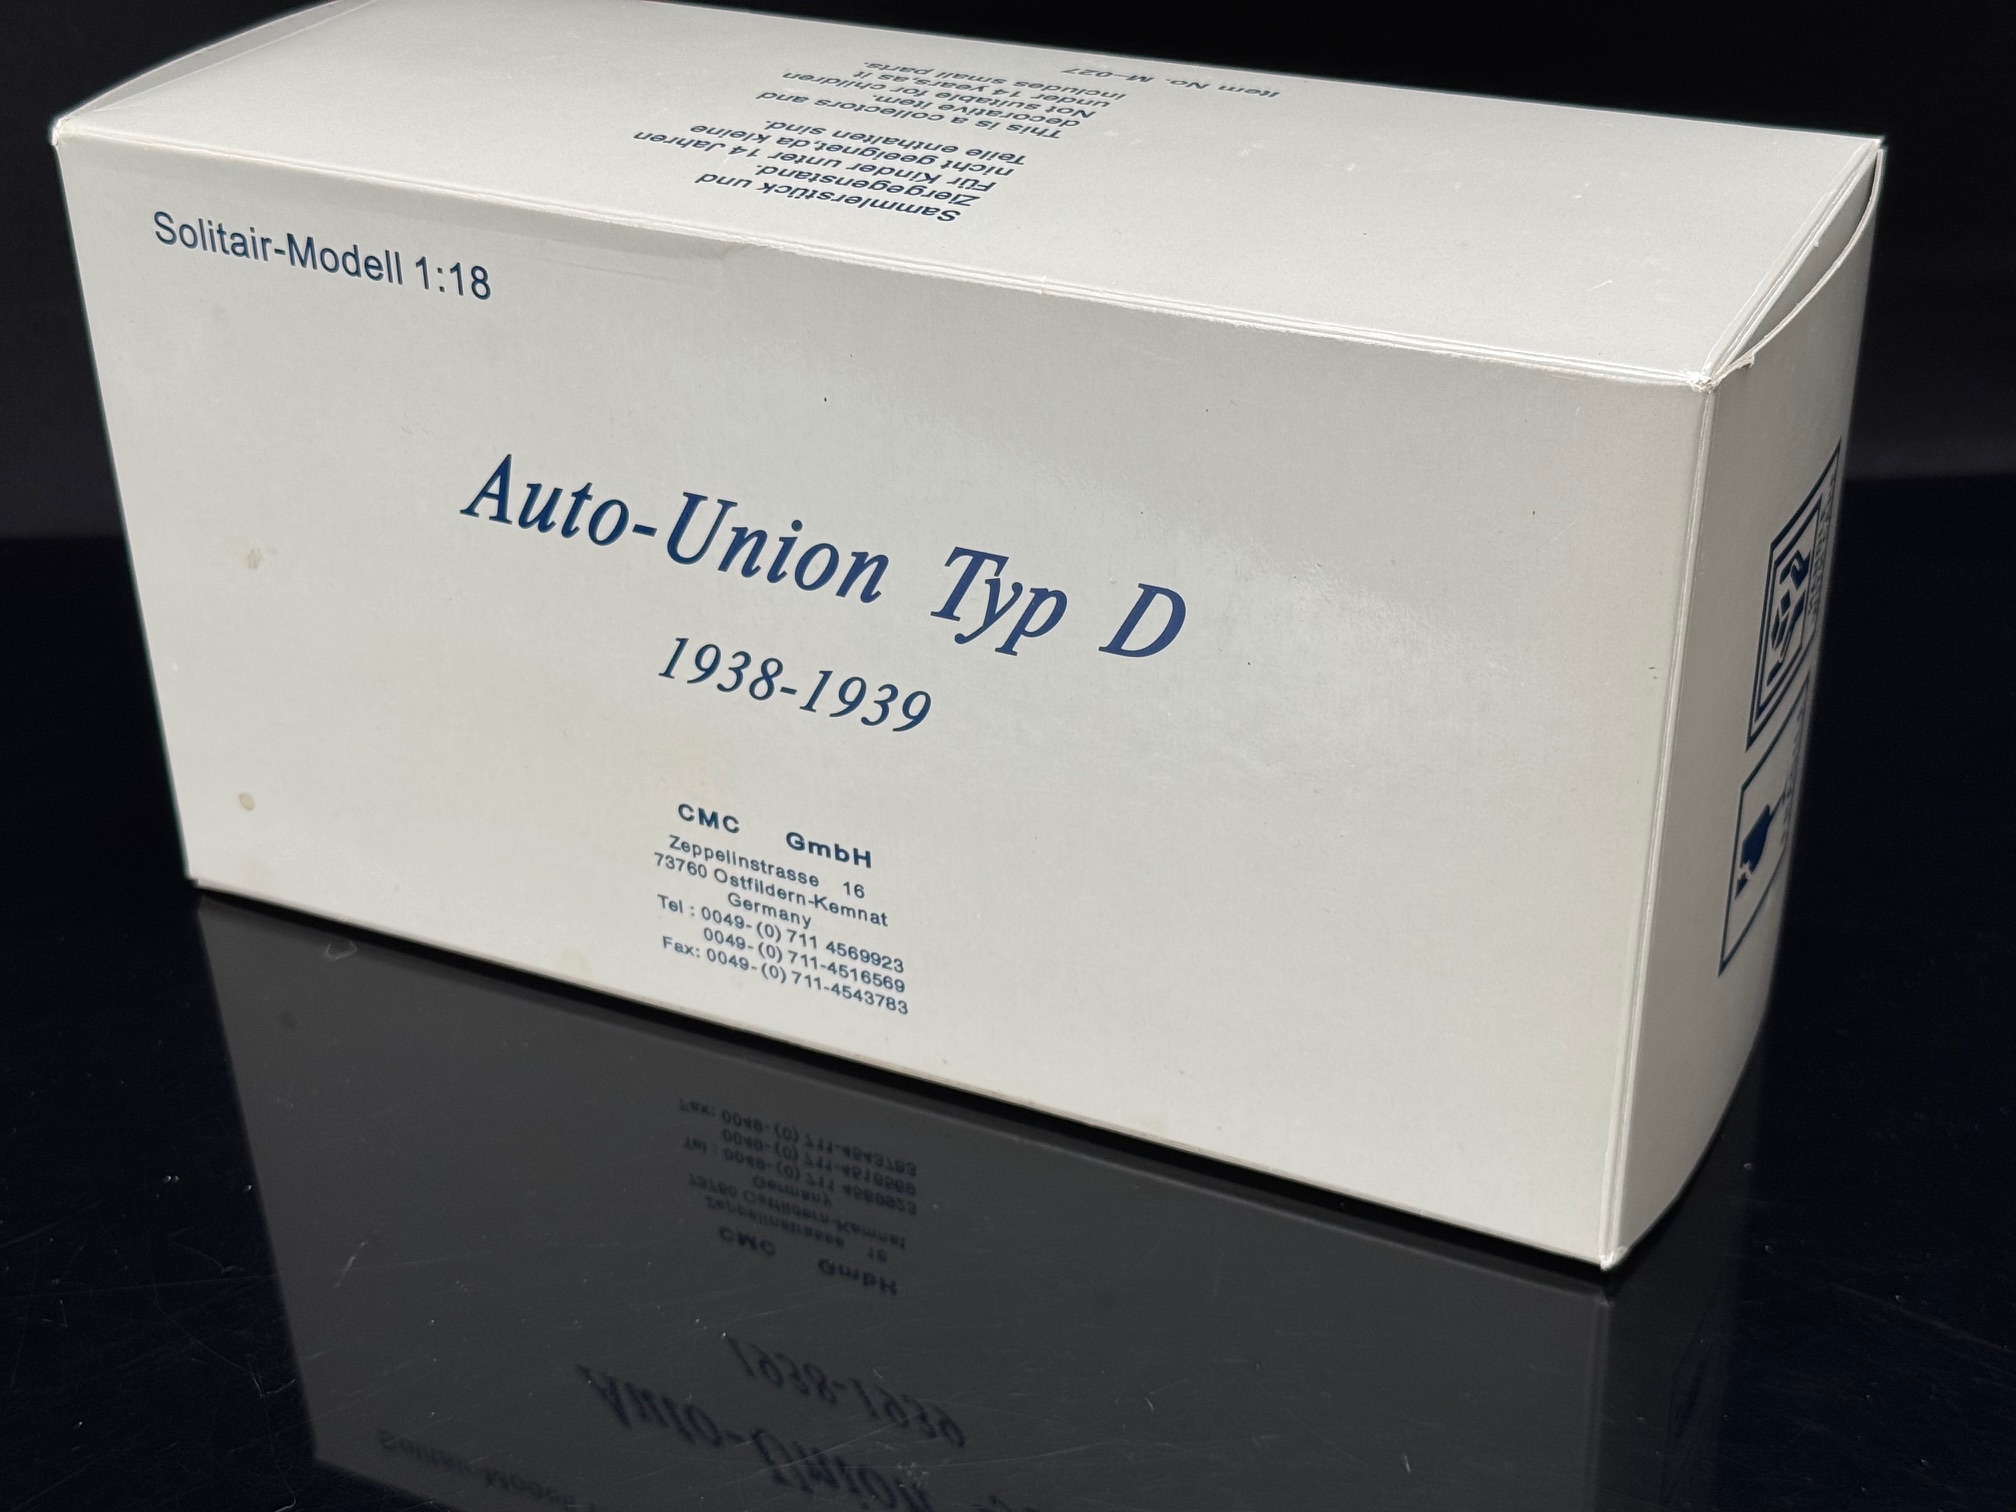 Item No. M-027
Sammlerstück und
Ziergegenstand.
Für Kinder unter 14 Jahren
nicht geeignet,da kleine
Teile enthalten sind.
This is a collectors and
decorative item.
Not suitable for children
under 14 years,as it
includes small parts.
Solitair-Modell 1:18
Auto-Union Typ D
1938-1939
CMC GmbH
Zeppelinstrasse 16
73760 Ostfildern-Kemnat
Germany
Tel : 0049-(0) 711 4569923
0049-(0) 711-4516569
Fax: 0049-(0) 711-4543783